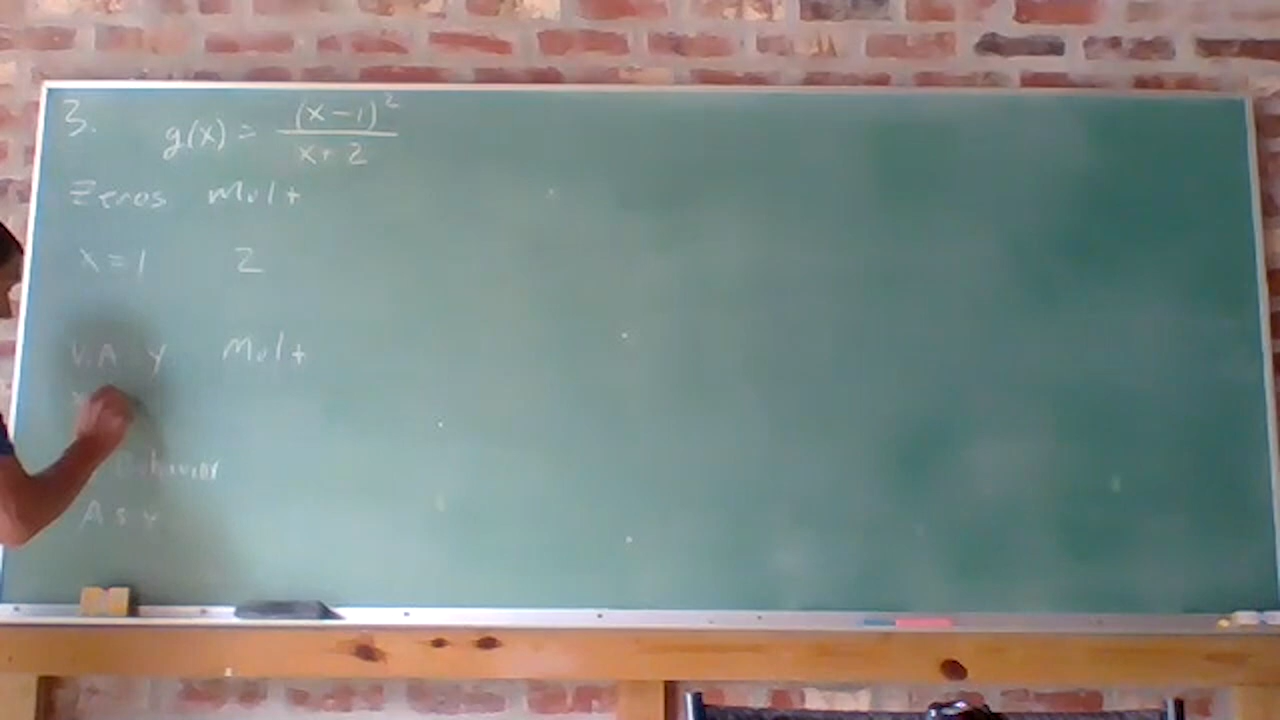 3. g(x) = (x-1)² / x+2
Zeros Mult
x = 1 2
V. A y Mult
x
Behavior
Asy